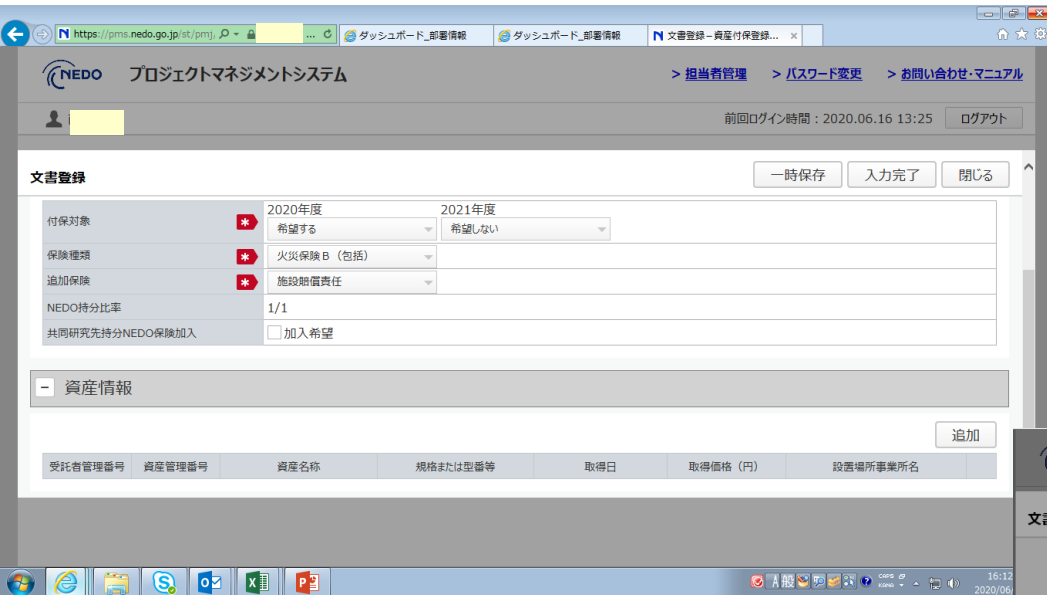 https://pms.nedo.go.jp/st/pmj/ ... ダッシュボード_部署情報 ダッシュボード_部署情報 文書登録－資産付保登録...
NEDO プロジェクトマネジメントシステム > 担当者管理 > パスワード変更 > お問い合わせ・マニュアル
前回ログイン時間：2020.06.16 13:25 ログアウト
文書登録 一時保存 入力完了 閉じる
2020年度 2021年度
付保対象 * 希望する 希望しない
保険種類 * 火災保険Ｂ（包括）
追加保険 * 施設賠償責任
NEDO持分比率 1/1
共同研究先持分NEDO保険加入 加入希望
－ 資産情報
追加
受託者管理番号 資産管理番号 資産名称 規格または型番等 取得日 取得価格（円） 設置場所事業所名
文
A 般 CAPS KANA 16:12
2020/06/